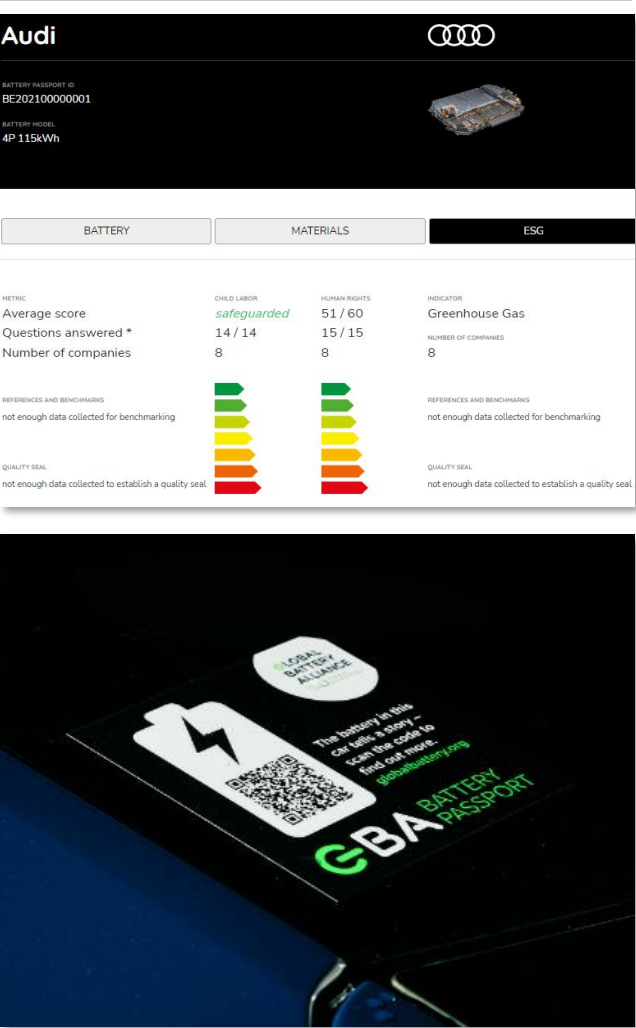 Audi
BATTERY PASSPORT ID
BE202100000001
BATTERY MODEL
4P 115kWh
BATTERY MATERIALS ESG
METRIC CHILD LABOR HUMAN RIGHTS INDICATOR
Average score safeguarded 51 / 60 Greenhouse Gas
Questions answered * 14 / 14 15 / 15 NUMBER OF COMPANIES
Number of companies 8 8 8
REFERENCES AND BENCHMARKS REFERENCES AND BENCHMARKS
not enough data collected for benchmarking not enough data collected for benchmarking
QUALITY SEAL QUALITY SEAL
not enough data collected to establish a quality seal not enough data collected to establish a quality seal
GLOBAL
BATTERY
ALLIANCE
The battery in this
car tells a story –
scan the code to
find out more.
globalbattery.org
GBA BATTERY
PASSPORT